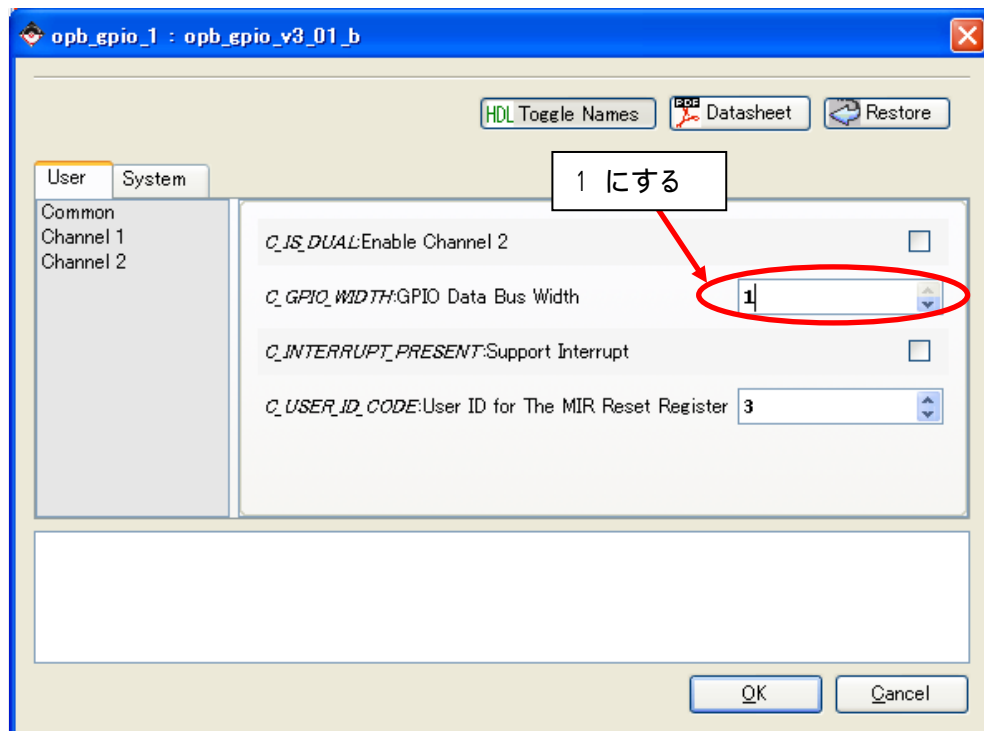 opb_gpio_1 : opb_gpio_v3_01_b
HDL Toggle Names
PDF Datasheet
Restore
1 にする
User
System
Common
Channel 1
Channel 2
C_IS_DUAL:Enable Channel 2
C_GPIO_WIDTH:GPIO Data Bus Width 1
C_INTERRUPT_PRESENT:Support Interrupt
C_USER_ID_CODE:User ID for The MIR Reset Register 3
OK
Cancel